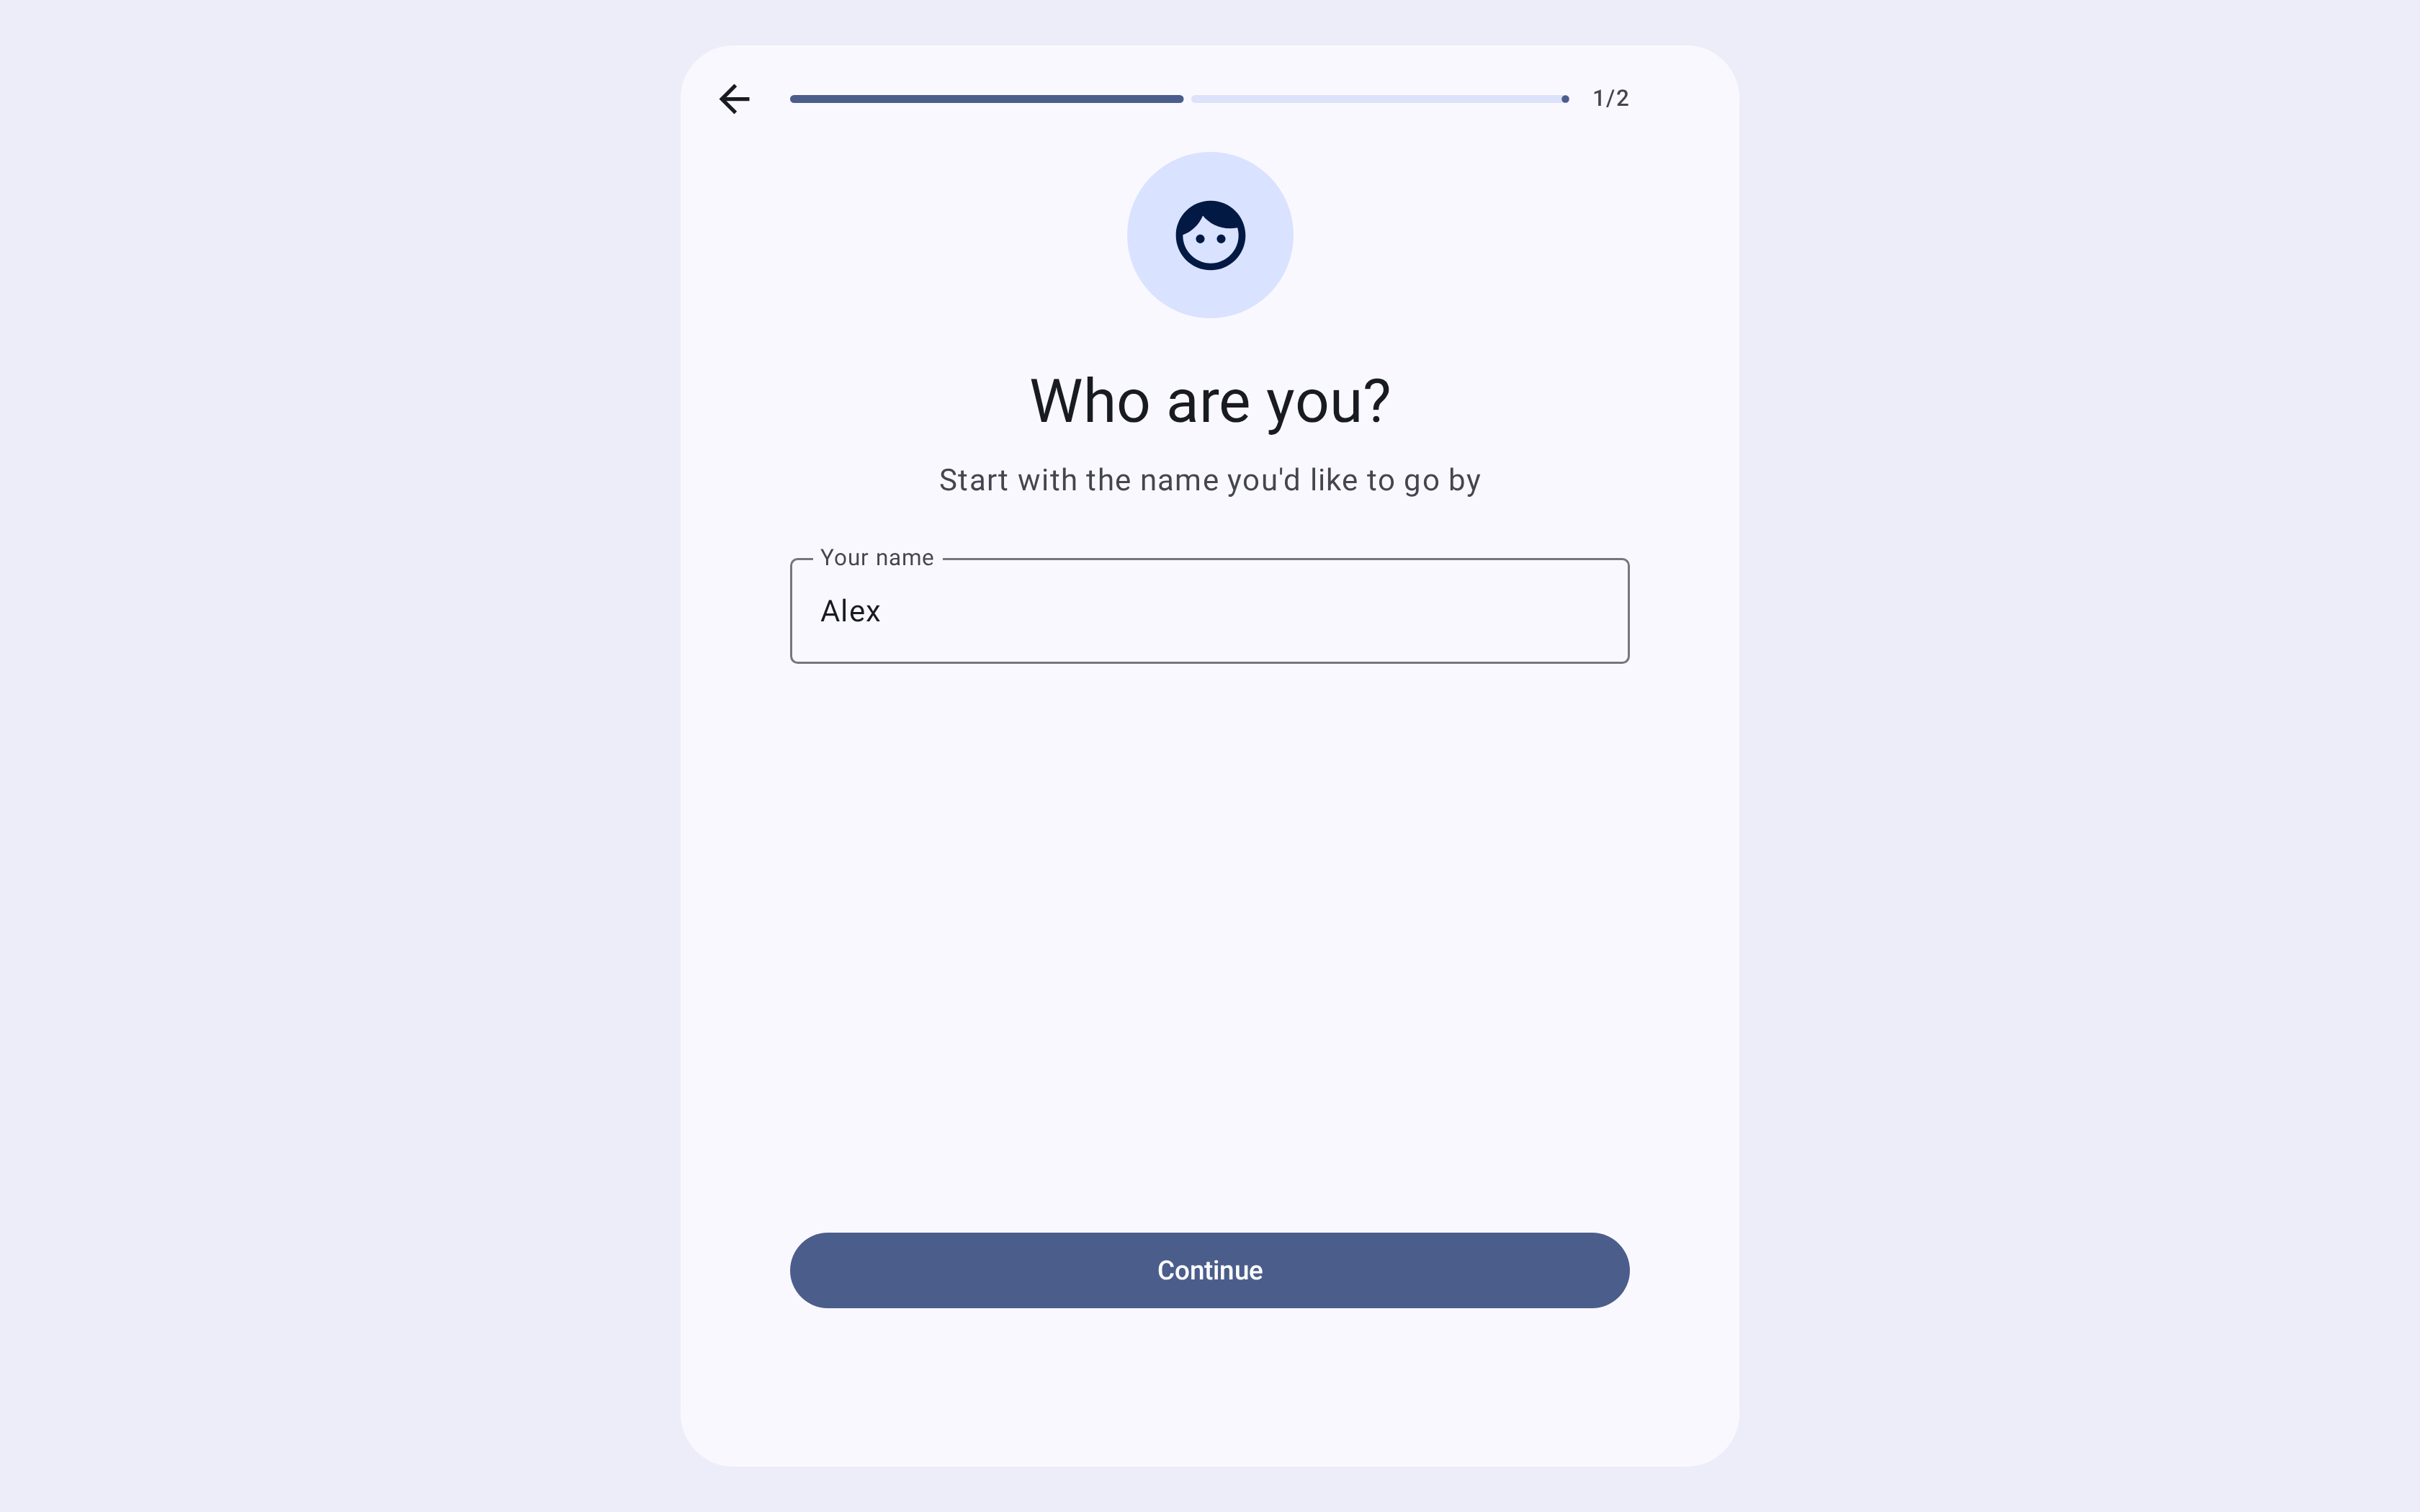 1/2
Who are you?
Start with the name you'd like to go by
Your name
Alex
Continue